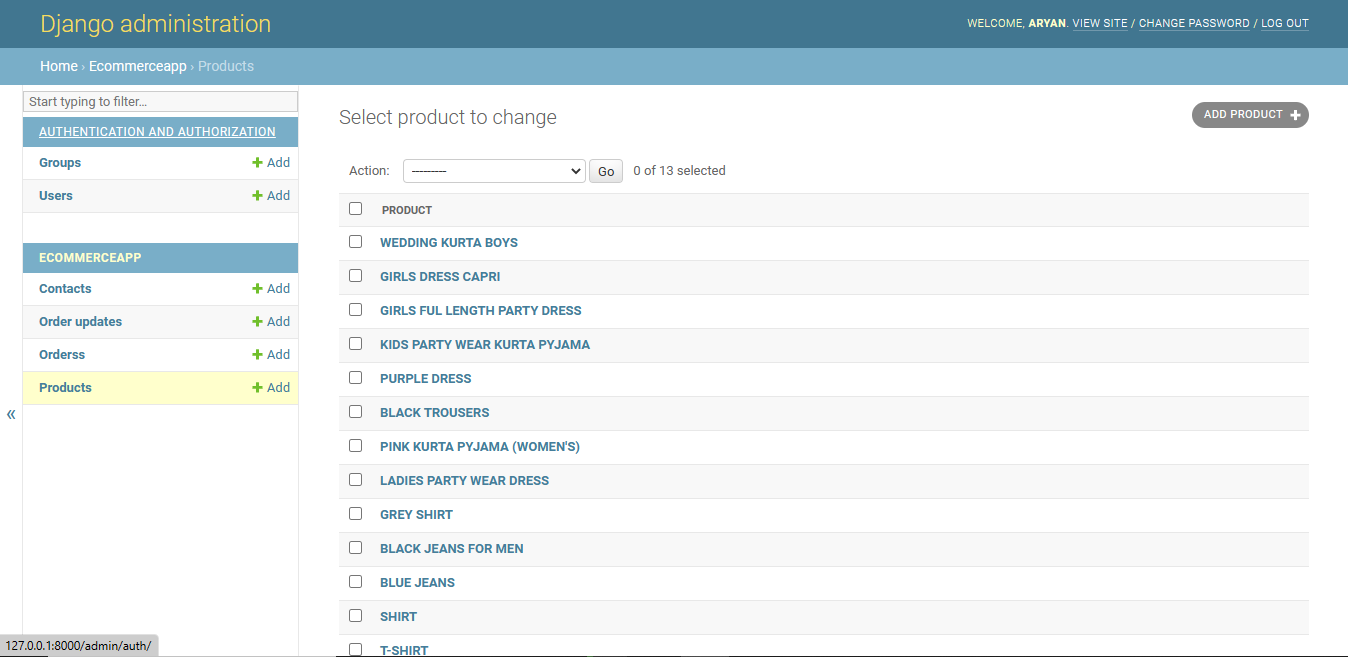 Django administration
WELCOME, ARYAN. VIEW SITE / CHANGE PASSWORD / LOG OUT
Home › Ecommerceapp › Products
Start typing to filter...
AUTHENTICATION AND AUTHORIZATION
Groups + Add
Users + Add
ECOMMERCEAPP
Contacts + Add
Order updates + Add
Orderss + Add
Products + Add
«
Select product to change
ADD PRODUCT +
Action: --------- Go 0 of 13 selected
PRODUCT
WEDDING KURTA BOYS
GIRLS DRESS CAPRI
GIRLS FUL LENGTH PARTY DRESS
KIDS PARTY WEAR KURTA PYJAMA
PURPLE DRESS
BLACK TROUSERS
PINK KURTA PYJAMA (WOMEN'S)
LADIES PARTY WEAR DRESS
GREY SHIRT
BLACK JEANS FOR MEN
BLUE JEANS
SHIRT
T-SHIRT
127.0.0.1:8000/admin/auth/